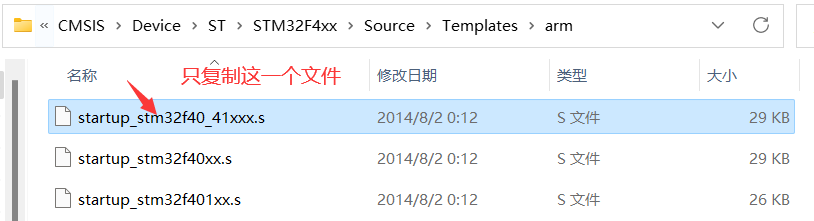 « CMSIS > Device > ST > STM32F4xx > Source > Templates > arm
名称 只复制这一个文件 修改日期 类型 大小
startup_stm32f40_41xxx.s 2014/8/2 0:12 S 文件 29 KB
startup_stm32f40xx.s 2014/8/2 0:12 S 文件 29 KB
startup_stm32f401xx.s 2014/8/2 0:12 S 文件 26 KB